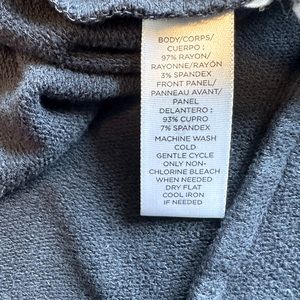 BODY/CORPS/
CUERPO :
97% RAYON/
RAYONNE/RAYÓN
3% SPANDEX
FRONT PANEL/
PANNEAU AVANT/
PANEL
DELANTERO :
93% CUPRO
7% SPANDEX
MACHINE WASH
COLD
GENTLE CYCLE
ONLY NON-
CHLORINE BLEACH
WHEN NEEDED
DRY FLAT
COOL IRON
IF NEEDED